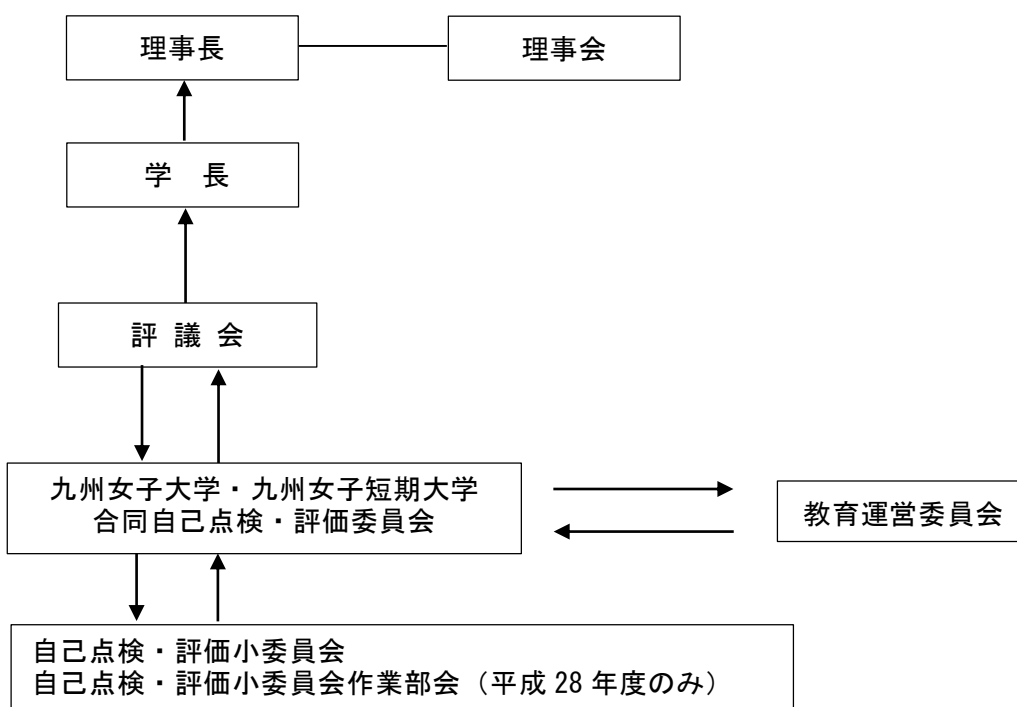 理事長
理事会
学 長
評 議 会
九州女子大学・九州女子短期大学
合同自己点検・評価委員会
教育運営委員会
自己点検・評価小委員会
自己点検・評価小委員会作業部会（平成 28 年度のみ）